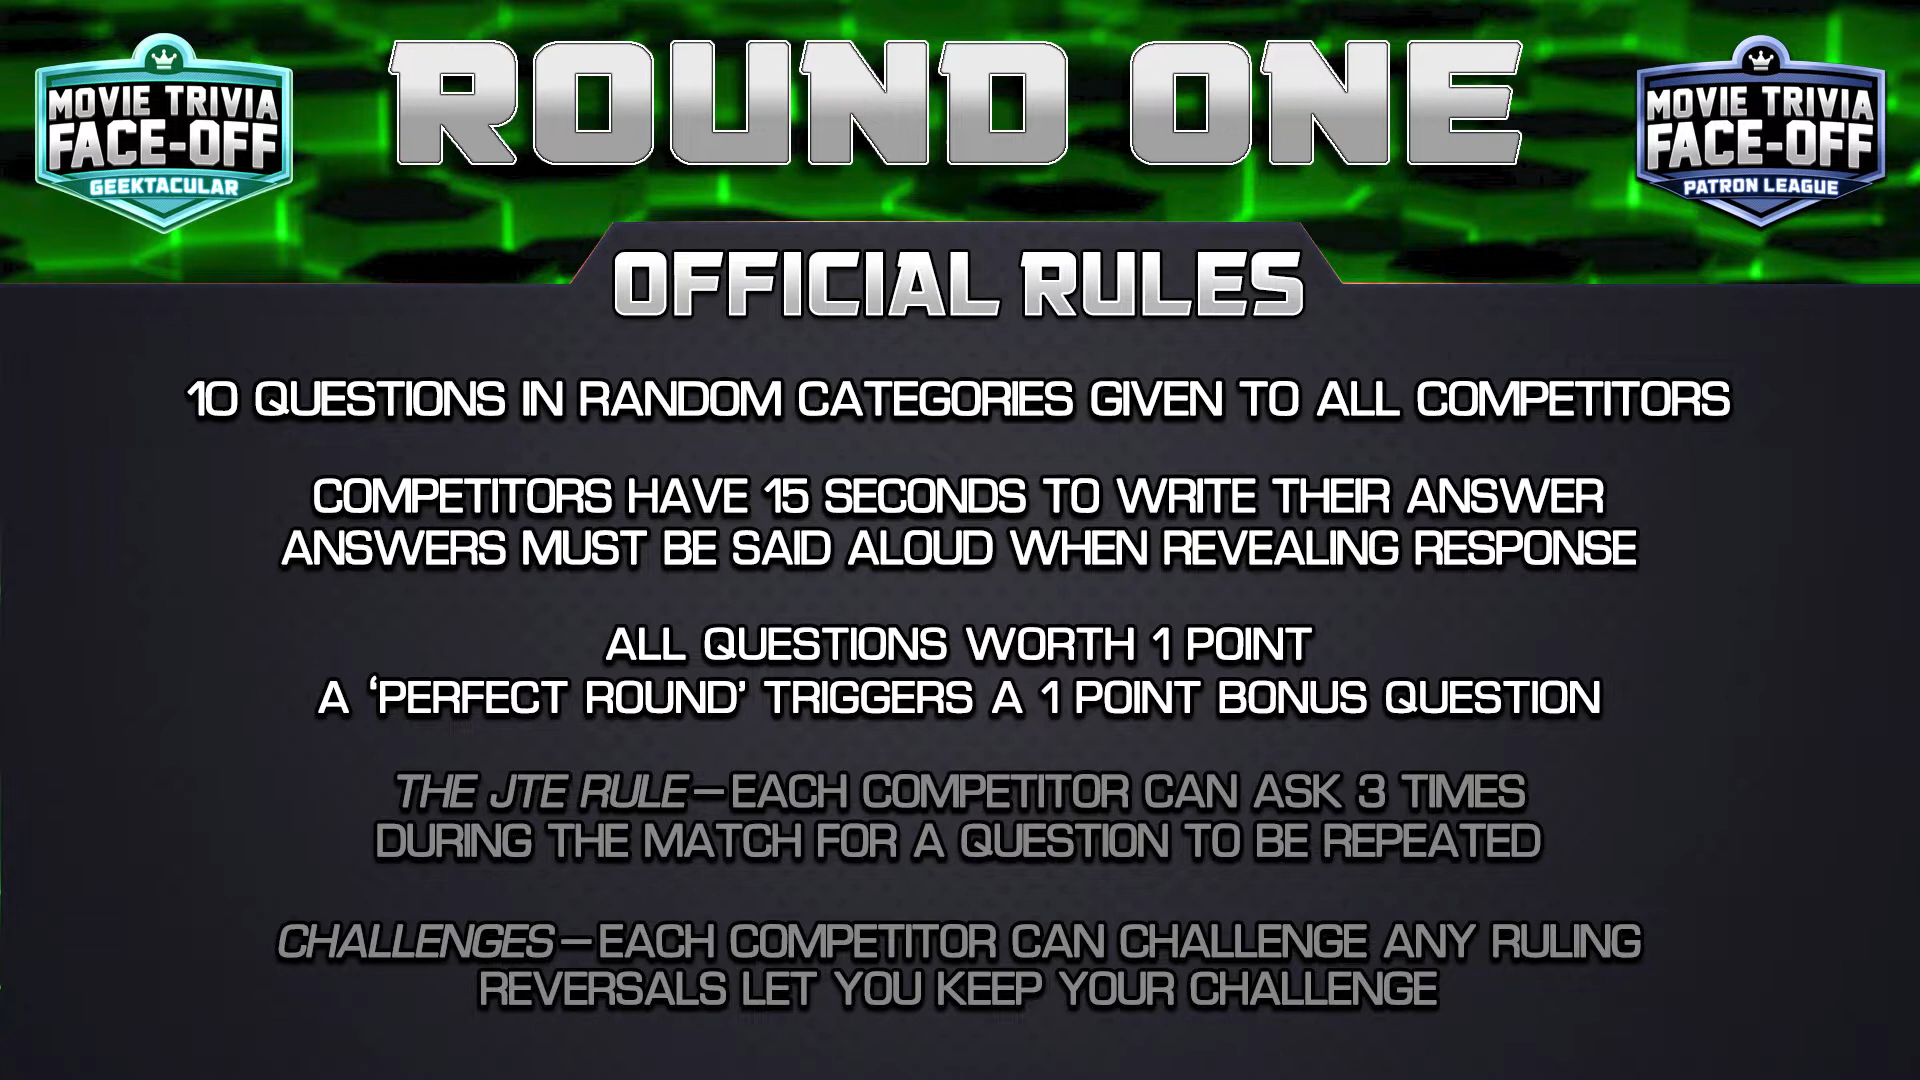 MOVIE TRIVIA
FACE-OFF
GEEKTACULAR
ROUND ONE
MOVIE TRIVIA
FACE-OFF
PATRON LEAGUE
OFFICIAL RULES
10 QUESTIONS IN RANDOM CATEGORIES GIVEN TO ALL COMPETITORS
COMPETITORS HAVE 15 SECONDS TO WRITE THEIR ANSWER
ANSWERS MUST BE SAID ALOUD WHEN REVEALING RESPONSE
ALL QUESTIONS WORTH 1 POINT
A ‘PERFECT ROUND’ TRIGGERS A 1 POINT BONUS QUESTION
THE JTE RULE – EACH COMPETITOR CAN ASK 3 TIMES
DURING THE MATCH FOR A QUESTION TO BE REPEATED
CHALLENGES – EACH COMPETITOR CAN CHALLENGE ANY RULING
REVERSALS LET YOU KEEP YOUR CHALLENGE